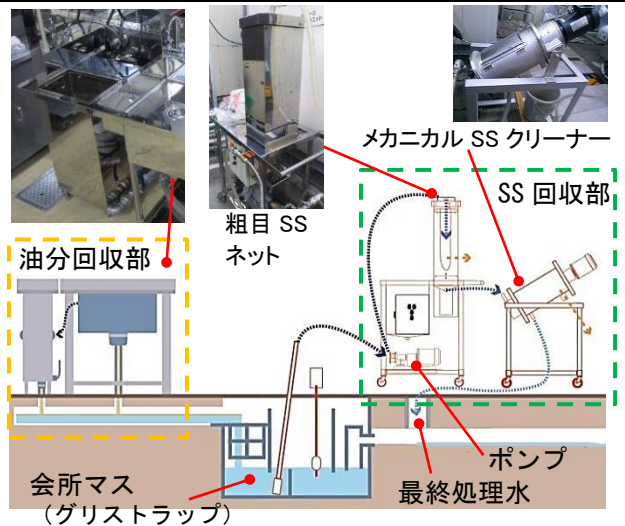 メカニカル SS クリーナー
粗目 SS
ネット
SS 回収部
油分回収部
会所マス
（グリストラップ）
ポンプ
最終処理水